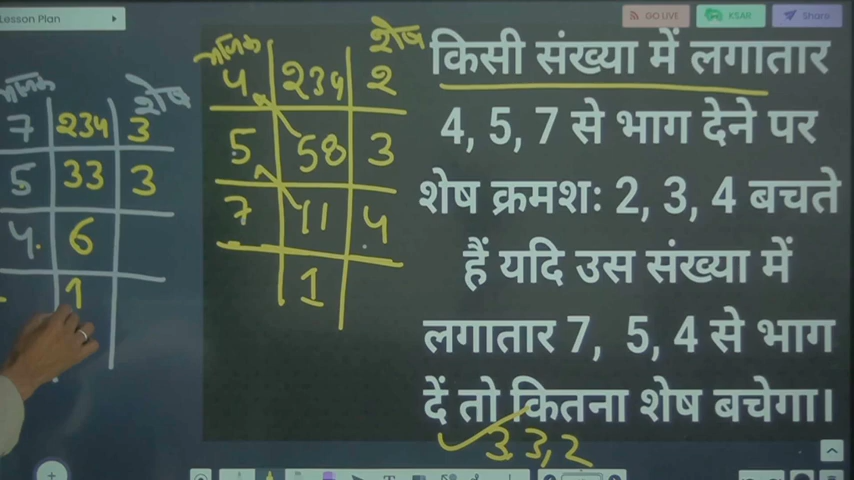 Lesson Plan
GO LIVE
KSAR
Share
भाजक शेष
7 234 3
5 33 3
4. 6
1
भाजक शेष
4 234 2
5 58 3
7 11 4
1
किसी संख्या में लगातार
4, 5, 7 से भाग देने पर
शेष क्रमशः 2, 3, 4 बचते
हैं यदि उस संख्या में
लगातार 7, 5, 4 से भाग
दें तो कितना शेष बचेगा।
3, 3, 2